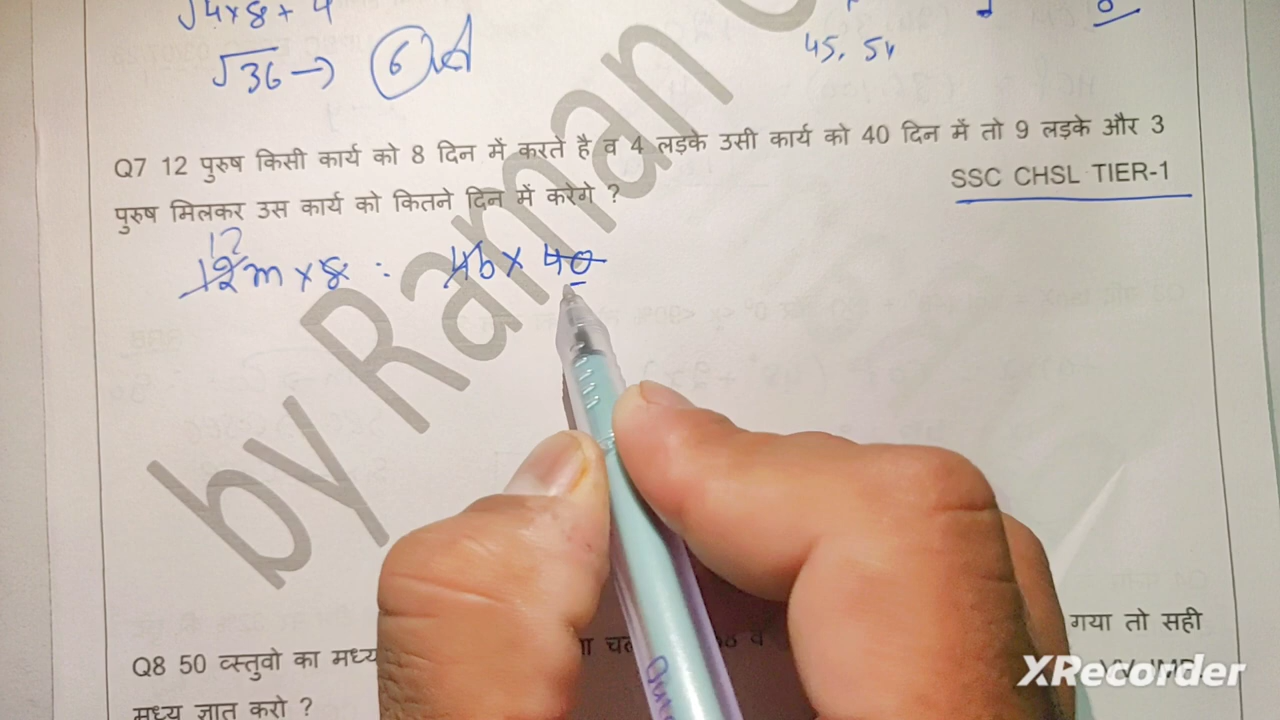 √4x8+4
√36 → 6 Ans
45, 54
Q7 12 पुरुष किसी कार्य को 8 दिन में करते है व 4 लड़के उसी कार्य को 40 दिन में तो 9 लड़के और 3
पुरुष मिलकर उस कार्य को कितने दिन में करेगे ?
SSC CHSL TIER-1
12
12m x 8 : 4b x 40
by Raman
Q8 50 वस्तुवो का मध्य
व
गया तो सही
मध्य ज्ञात करो ?
XRecorder